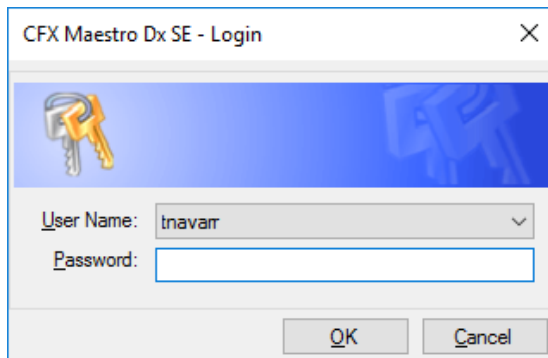 CFX Maestro Dx SE - Login
User Name: tnavarr
Password:
OK Cancel